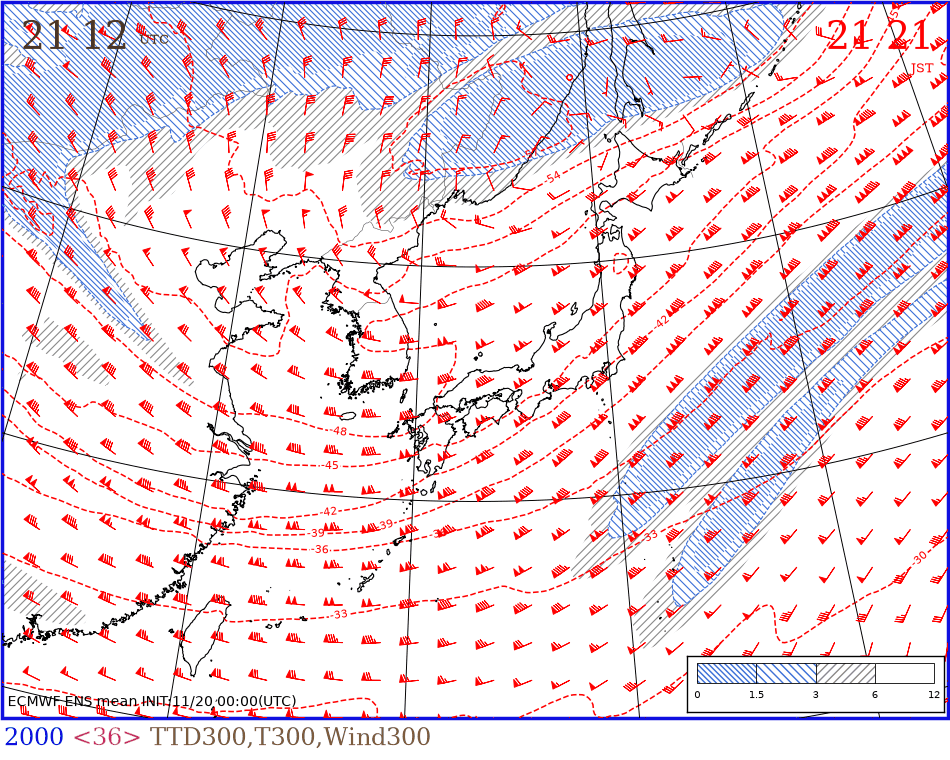 21 12 UTC
21 21
JST
-54
-42
-48
-45
-42
-39
-39
-36
-33
-33
-30
ECMWF ENS mean INIT:11/20 00:00(UTC)
0 1.5 3 6 12
2000 <36> TTD300,T300,Wind300